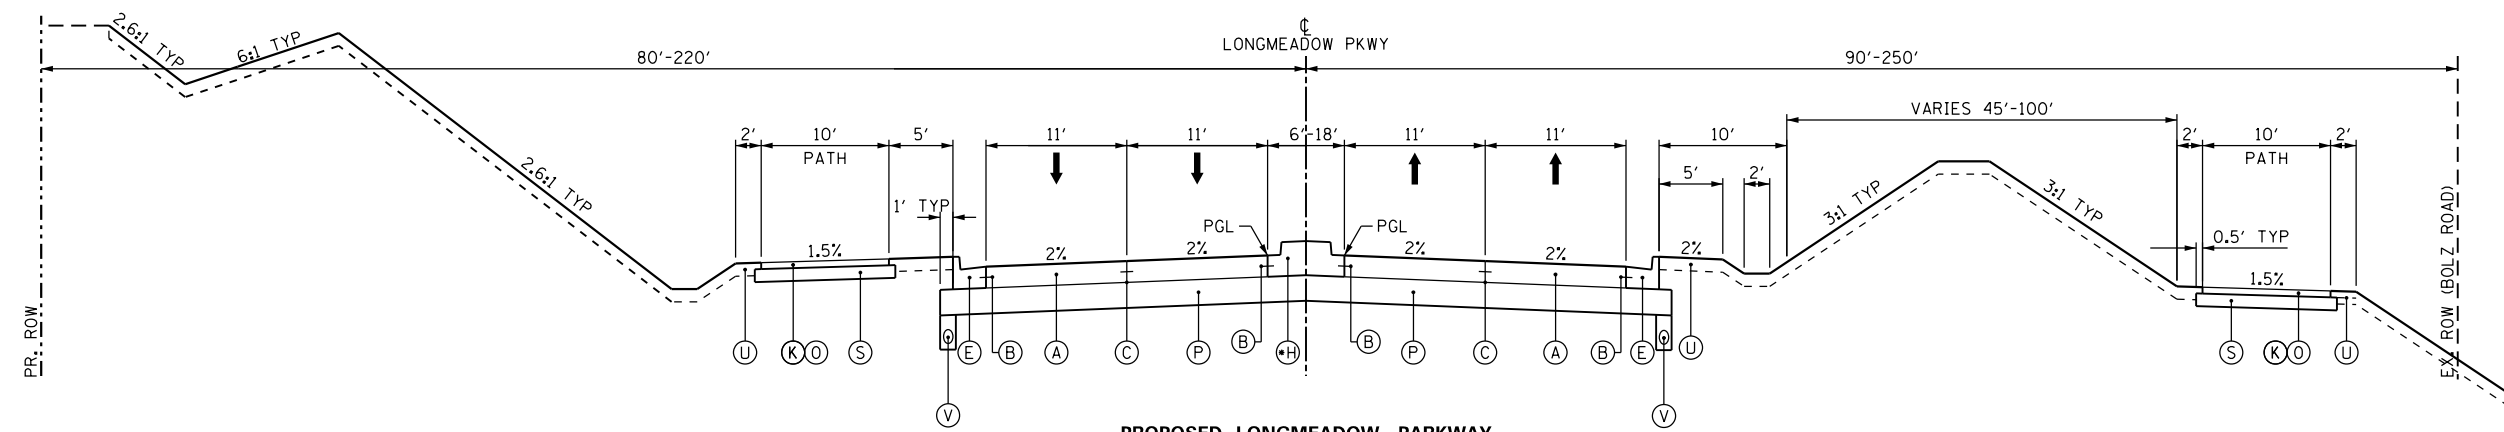 ℄
LONGMEADOW PKWY
80'-220'
90'-250'
2.6:1 TYP
6:1 TYP
2.6:1 TYP
VARIES 45'-100'
2'
10'
5'
11'
11'
6'-18'
11'
11'
10'
2'
10'
2'
PATH
PATH
5'
2'
1' TYP
3:1 TYP
3:1 TYP
PGL
PGL
0.5' TYP
1.5%
2%
2%
2%
2%
2%
1.5%
PR. ROW
EX. ROW (BOLZ ROAD)
U
K
O
S
E
B
A
C
P
B
*H
B
P
C
A
B
E
U
S
K
O
U
V
V
PROPOSED LONGMEADOW PARKWAY